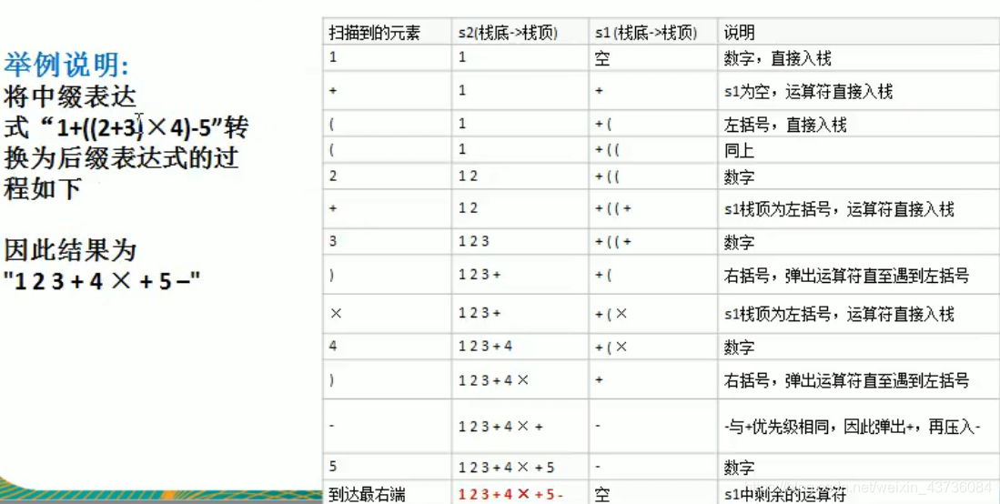 举例说明:
将中缀表达
式“1+((2+3)×4)-5”转
换为后缀表达式的过
程如下
因此结果为
"1 2 3 + 4 × + 5 –"
扫描到的元素 s2(栈底->栈顶) s1(栈底->栈顶) 说明
1 1 空 数字，直接入栈
+ 1 + s1为空，运算符直接入栈
( 1 + ( 左括号，直接入栈
( 1 + ( ( 同上
2 1 2 + ( ( 数字
+ 1 2 + ( ( + s1栈顶为左括号，运算符直接入栈
3 1 2 3 + ( ( + 数字
) 1 2 3 + + ( 右括号，弹出运算符直至遇到左括号
× 1 2 3 + + ( × s1栈顶为左括号，运算符直接入栈
4 1 2 3 + 4 + ( × 数字
) 1 2 3 + 4 × + 右括号，弹出运算符直至遇到左括号
- 1 2 3 + 4 × + - -与+优先级相同，因此弹出+，再压入-
5 1 2 3 + 4 × + 5 - 数字
到达最右端 1 2 3 + 4 × + 5 - 空 s1中剩余的运算符
net/weixin_43736084